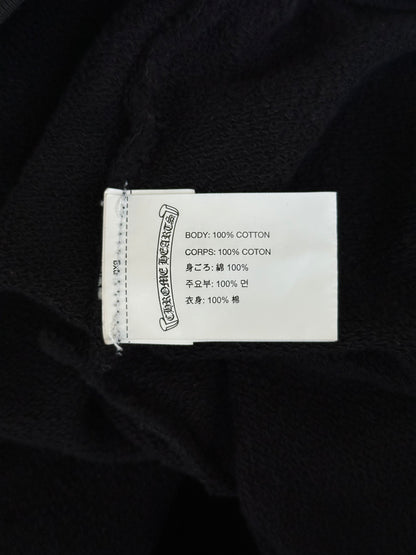 CHROME HEARTS
BODY: 100% COTTON
CORPS: 100% COTON
身ごろ: 綿 100%
주요부: 100% 면
衣身: 100% 棉